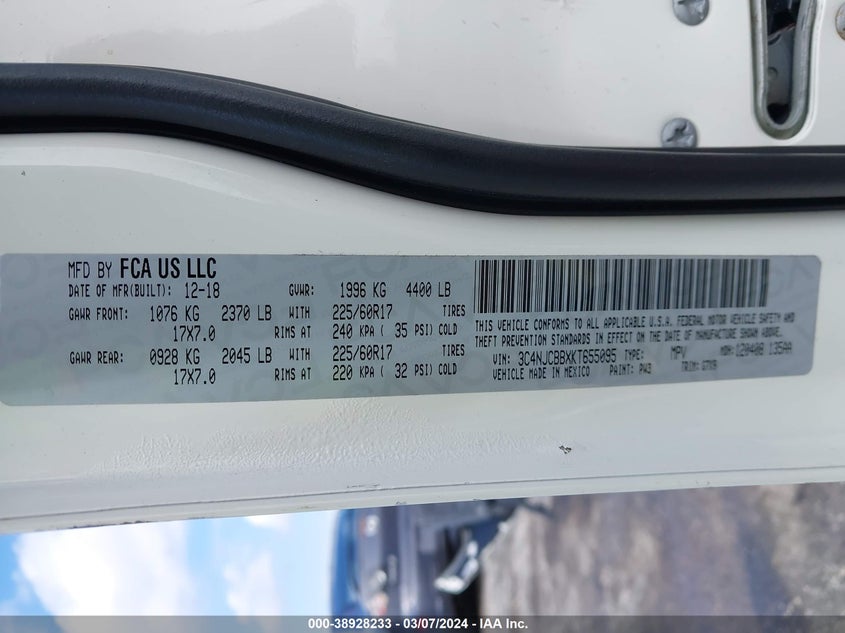 MFD BY FCA US LLC
DATE OF MFR(BUILT): 12-18 GVWR: 1996 KG 4400 LB
GAWR FRONT: 1076 KG 2370 LB WITH 225/60R17 TIRES
17X7.0 RIMS AT 240 KPA ( 35 PSI) COLD
GAWR REAR: 0928 KG 2045 LB WITH 225/60R17 TIRES
17X7.0 RIMS AT 220 KPA ( 32 PSI) COLD
THIS VEHICLE CONFORMS TO ALL APPLICABLE U.S.A. FEDERAL MOTOR VEHICLE SAFETY AND
THEFT PREVENTION STANDARDS IN EFFECT ON THE DATE OF MANUFACTURE SHOWN ABOVE.
VIN: 3C4NJCBBXKT655095 TYPE: MPV MDH: 120408 135AA
VEHICLE MADE IN MEXICO PAINT: PW3 TRIM:
000-38928233 - 03/07/2024 - IAA Inc.